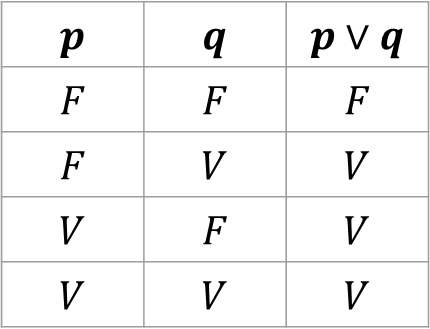 p q p ∨ q
F F F
F V V
V F V
V V V